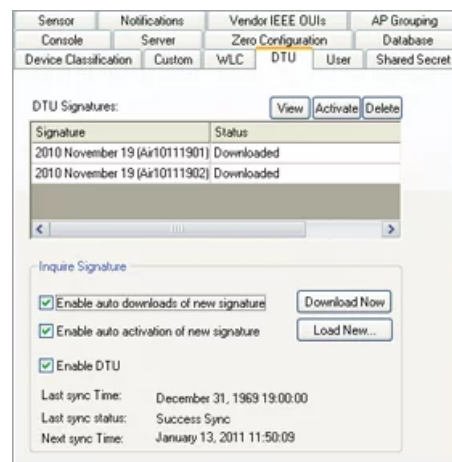 Sensor Notifications Vendor IEEE OUIs AP Grouping
Console Server Zero Configuration Database
Device Classification Custom WLC DTU User Shared Secret
DTU Signatures: View Activate Delete
Signature Status
2010 November 19 (Air10111901) Downloaded
2010 November 19 (Air10111902) Downloaded
Inquire Signature
Enable auto downloads of new signature Download Now
Enable auto activation of new signature Load New...
Enable DTU
Last sync Time: December 31, 1969 19:00:00
Last sync status: Success Sync
Next sync Time: January 13, 2011 11:50:09